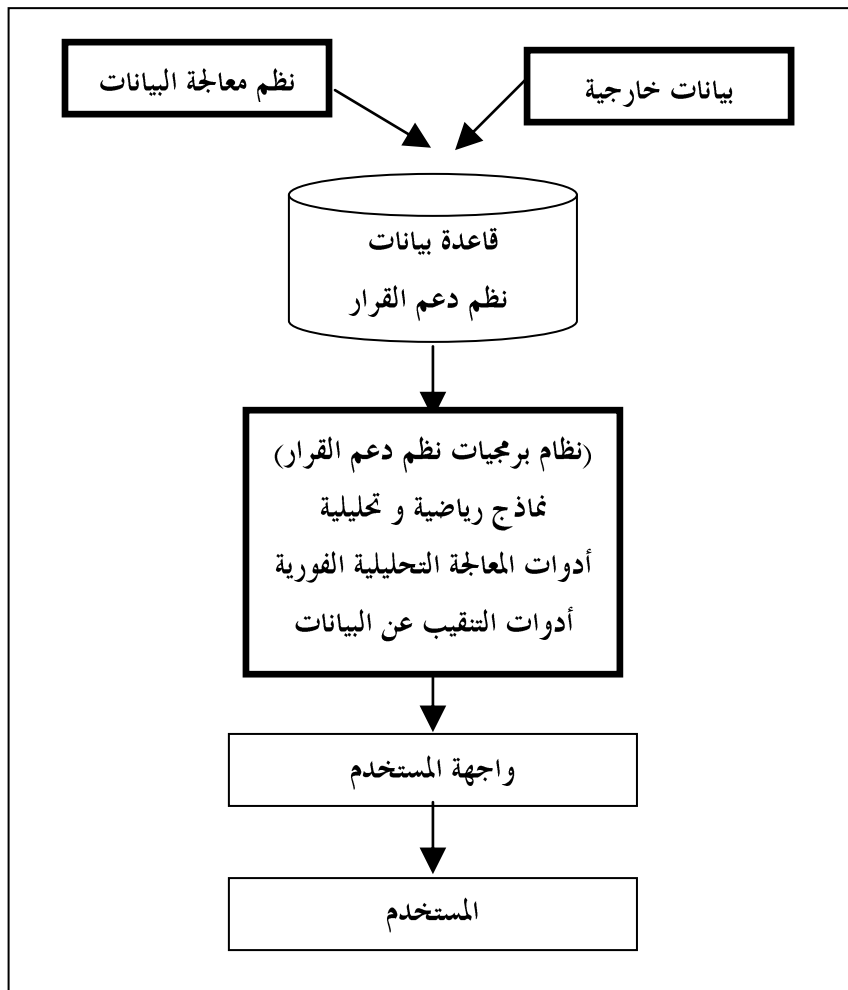 بيانات خارجية
نظم معالجة البيانات
قاعدة بيانات
نظم دعم القرار
(نظام برمجيات نظم دعم القرار)
نماذج رياضية و تحليلية
أدوات المعالجة التحليلية الفورية
أدوات التنقيب عن البيانات
واجهة المستخدم
المستخدم